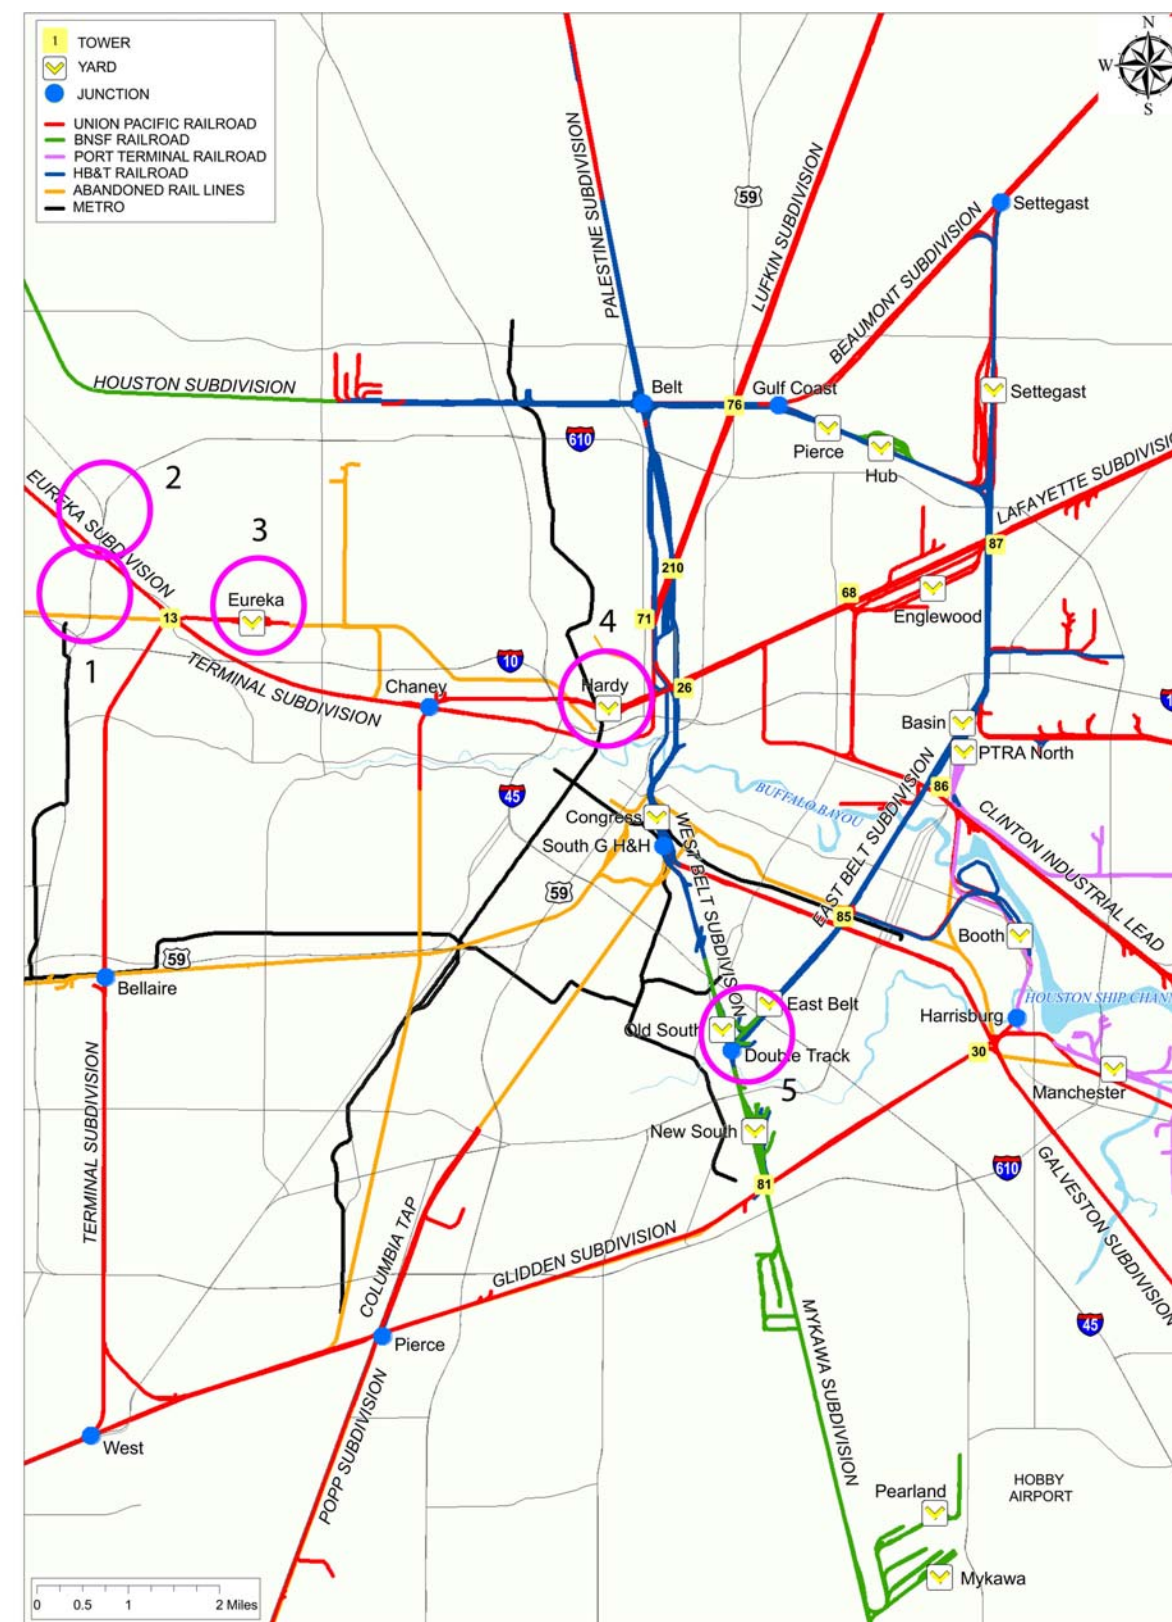 N
W
S
1 TOWER
YARD
JUNCTION
UNION PACIFIC RAILROAD
BNSF RAILROAD
PORT TERMINAL RAILROAD
HB&T RAILROAD
ABANDONED RAIL LINES
METRO
PALESTINE SUBDIVISION
59
LUFKIN SUBDIVISION
BEAUMONT SUBDIVISION
Settegast
HOUSTON SUBDIVISION
Belt
Gulf Coast
76
Settegast
610
Pierce
Hub
LAFAYETTE SUBDIVISION
2
EUREKA SUBDIVISION
3
87
210
68
Englewood
Eureka
13
71
4
1
10
TERMINAL SUBDIVISION
Chaney
Hardy
26
Basin
PTRA North
45
BUFFALO BAYOU
86
Congress
South G H&H
WEST BELT SUBDIVISION
EAST BELT SUBDIVISION
CLINTON INDUSTRIAL LEAD
59
85
Booth
59
Bellaire
HOUSTON SHIP CHAN
East Belt
Old South
Harrisburg
Double Track
30
Manchester
5
New South
TERMINAL SUBDIVISION
610
81
GALVESTON SUBDIVISION
COLUMBIA TAP
GLIDDEN SUBDIVISION
45
Pierce
MYKAWA SUBDIVISION
West
POPP SUBDIVISION
Pearland
HOBBY
AIRPORT
Mykawa
0 0.5 1 2 Miles